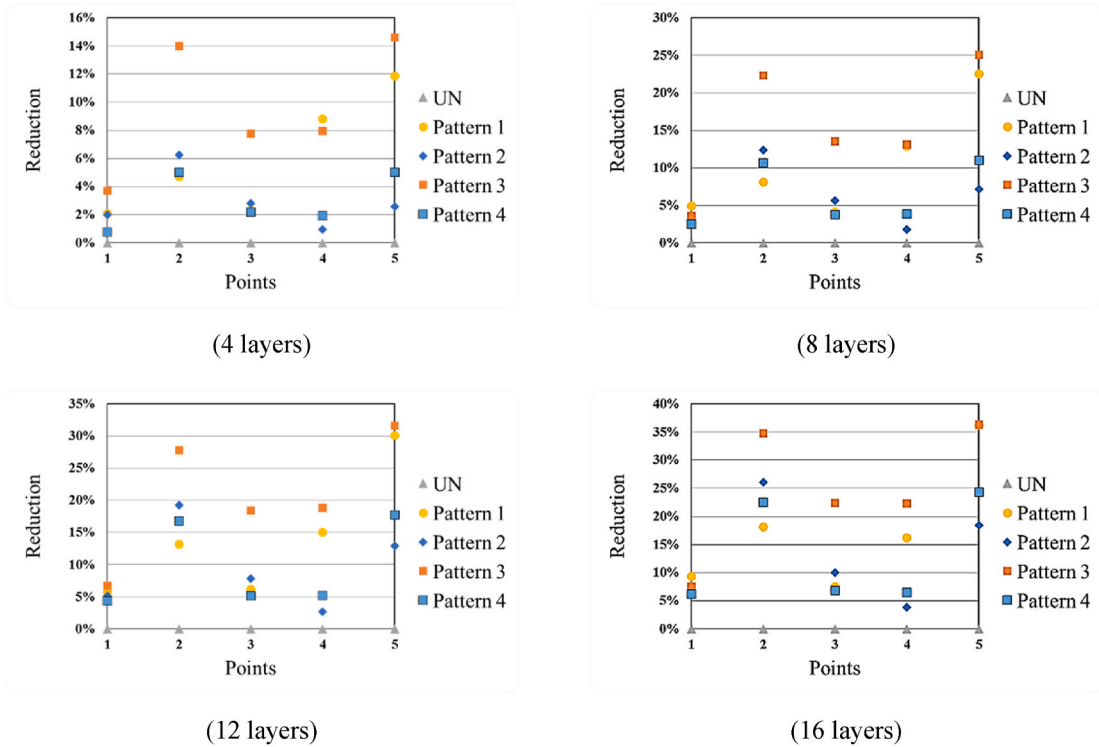 16%
14%
12%
10%
8%
6%
4%
2%
0%
Reduction
1 2 3 4 5
Points
UN
Pattern 1
Pattern 2
Pattern 3
Pattern 4
(4 layers)
30%
25%
20%
15%
10%
5%
0%
Reduction
1 2 3 4 5
Points
UN
Pattern 1
Pattern 2
Pattern 3
Pattern 4
(8 layers)
35%
30%
25%
20%
15%
10%
5%
0%
Reduction
1 2 3 4 5
Points
UN
Pattern 1
Pattern 2
Pattern 3
Pattern 4
(12 layers)
40%
35%
30%
25%
20%
15%
10%
5%
0%
Reduction
1 2 3 4 5
Points
UN
Pattern 1
Pattern 2
Pattern 3
Pattern 4
(16 layers)